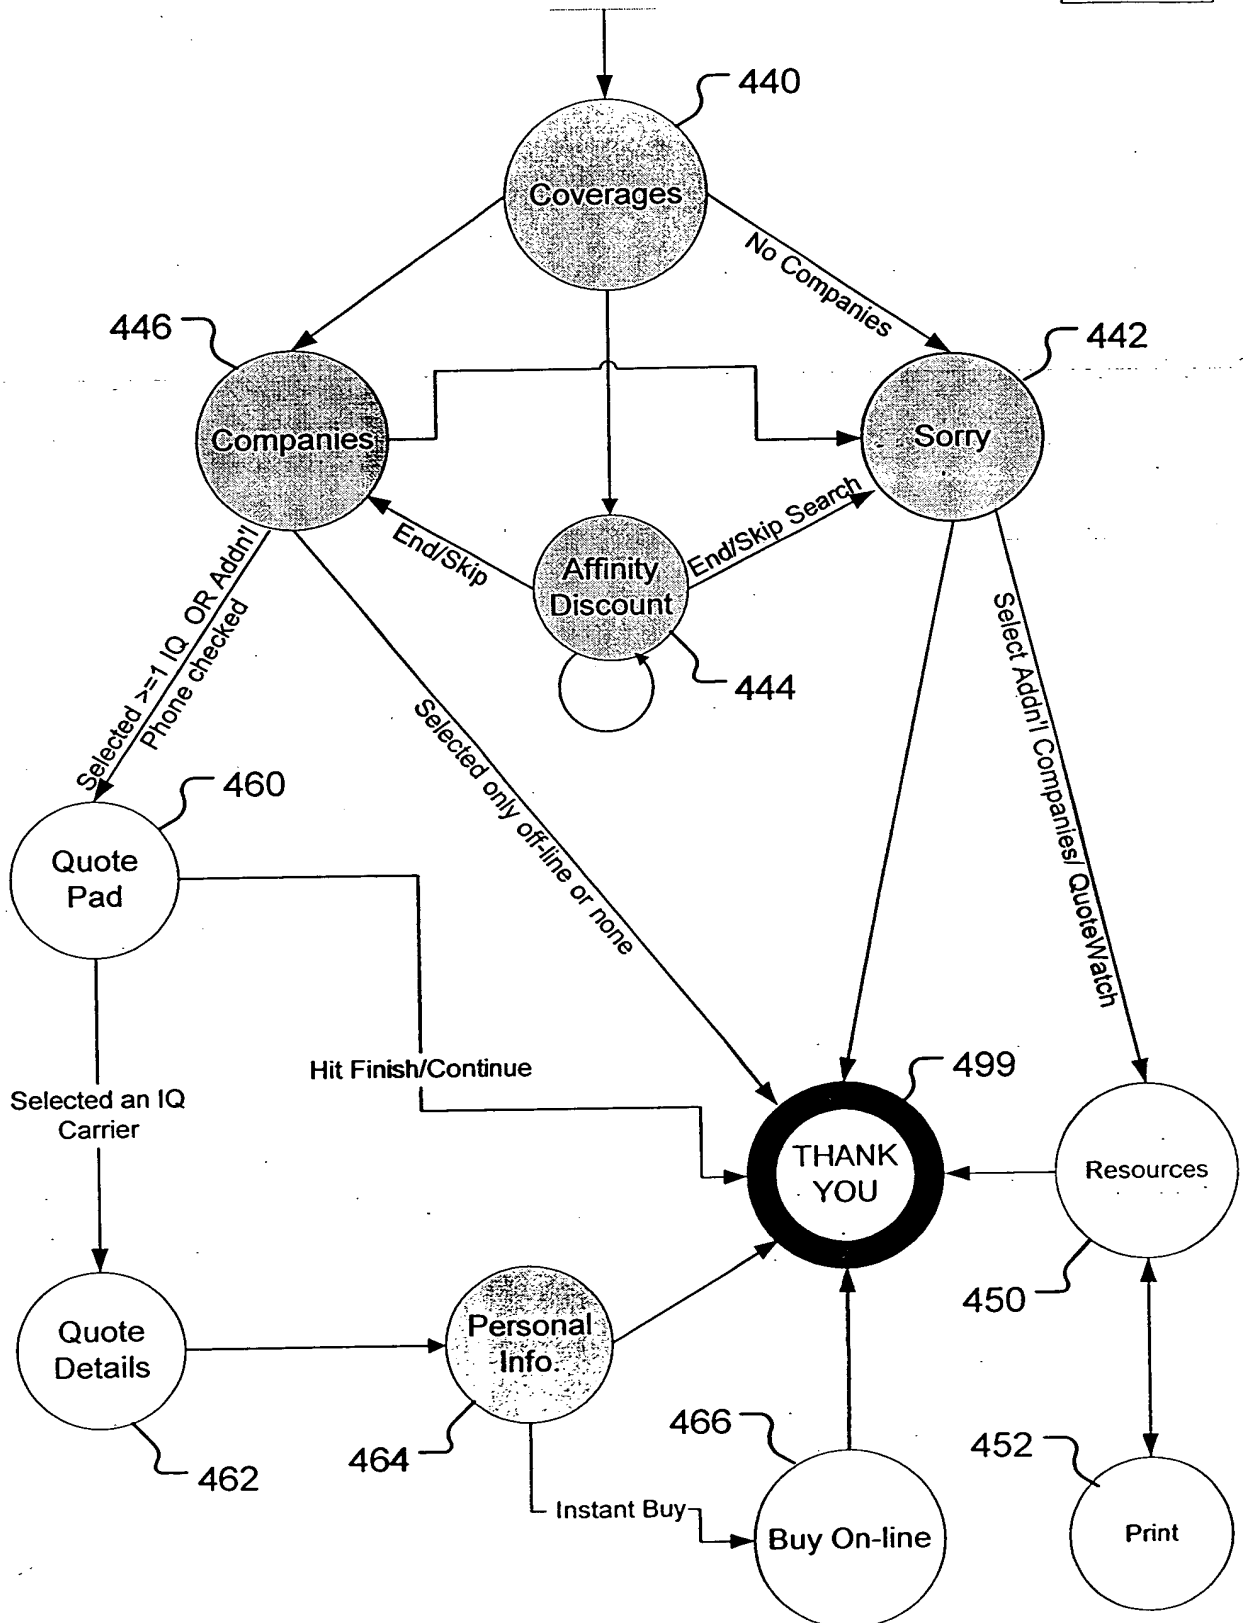 440
Coverages
No Companies
446
442
Companies
Sorry
End/Skip
End/Skip Search
Affinity
Discount
444
Selected >=1 IQ OR Addn'l
Phone checked
Selected only off-line or none
Select Addn'l Companies/ QuoteWatch
460
Quote
Pad
Hit Finish/Continue
499
Selected an IQ
Carrier
THANK
YOU
Resources
450
Quote
Details
Personal
Info.
462
464
466
452
Instant Buy
Buy On-line
Print